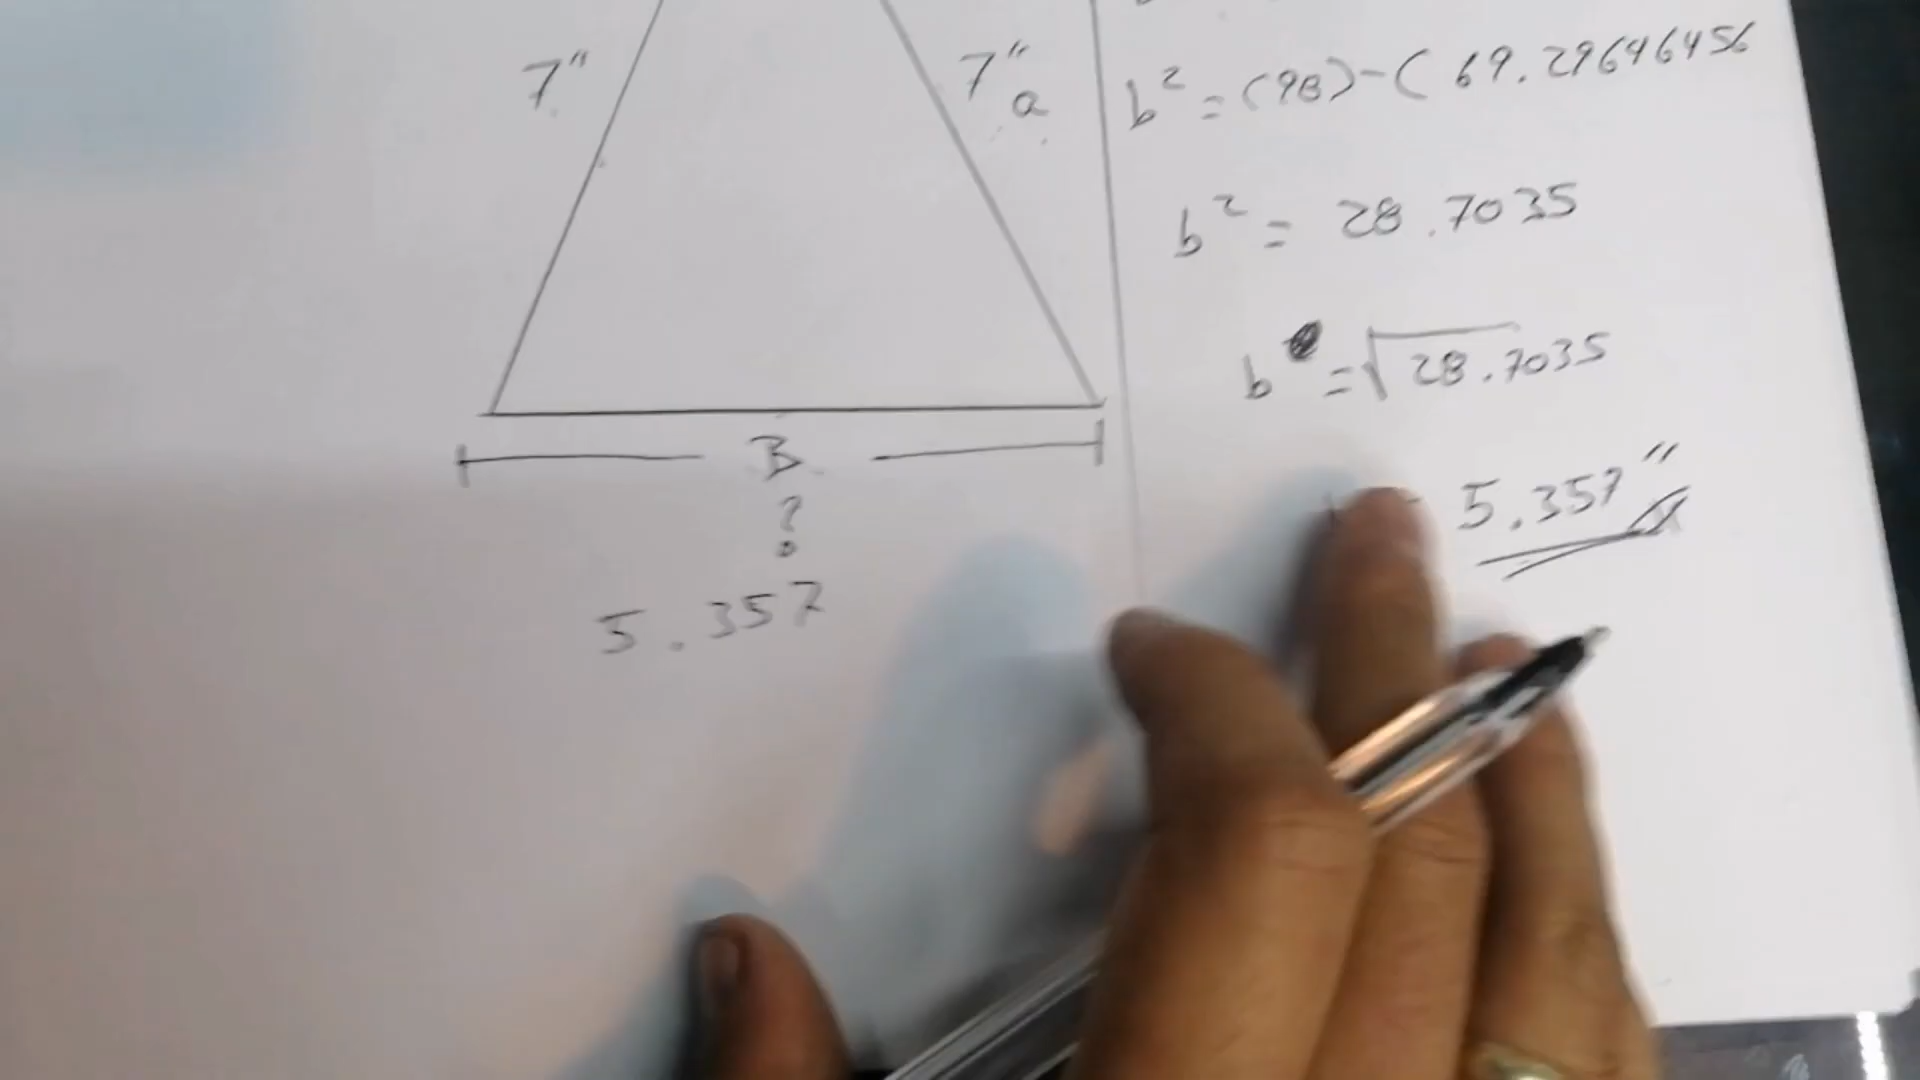 7"
7"
a
B
?
5.357
b² = (98) - (69.29646456
b² = 28.7035
b = √28.7035
5.357"